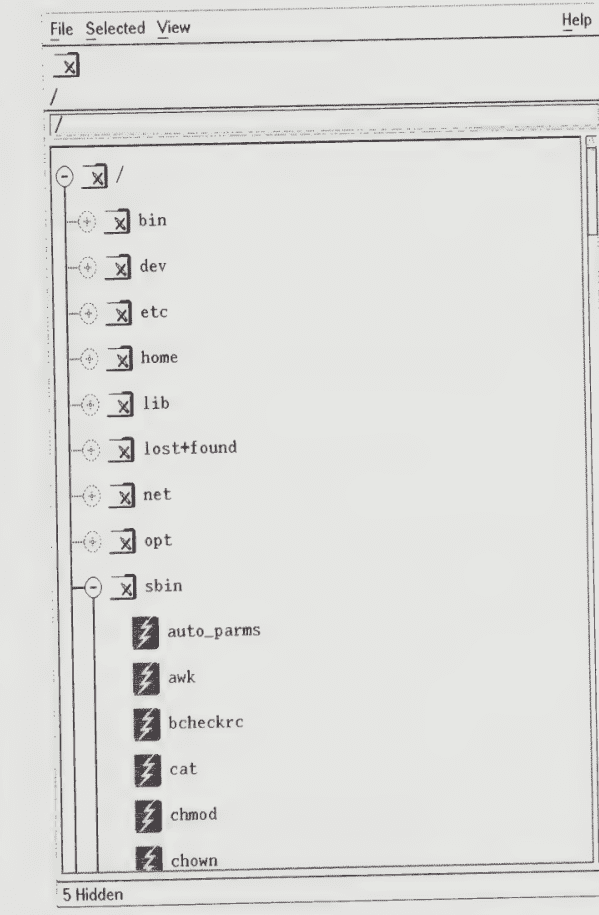 File Selected View Help
/
/
/
bin
dev
etc
home
lib
lost+found
net
opt
sbin
auto_parms
awk
bcheckrc
cat
chmod
chown
5 Hidden